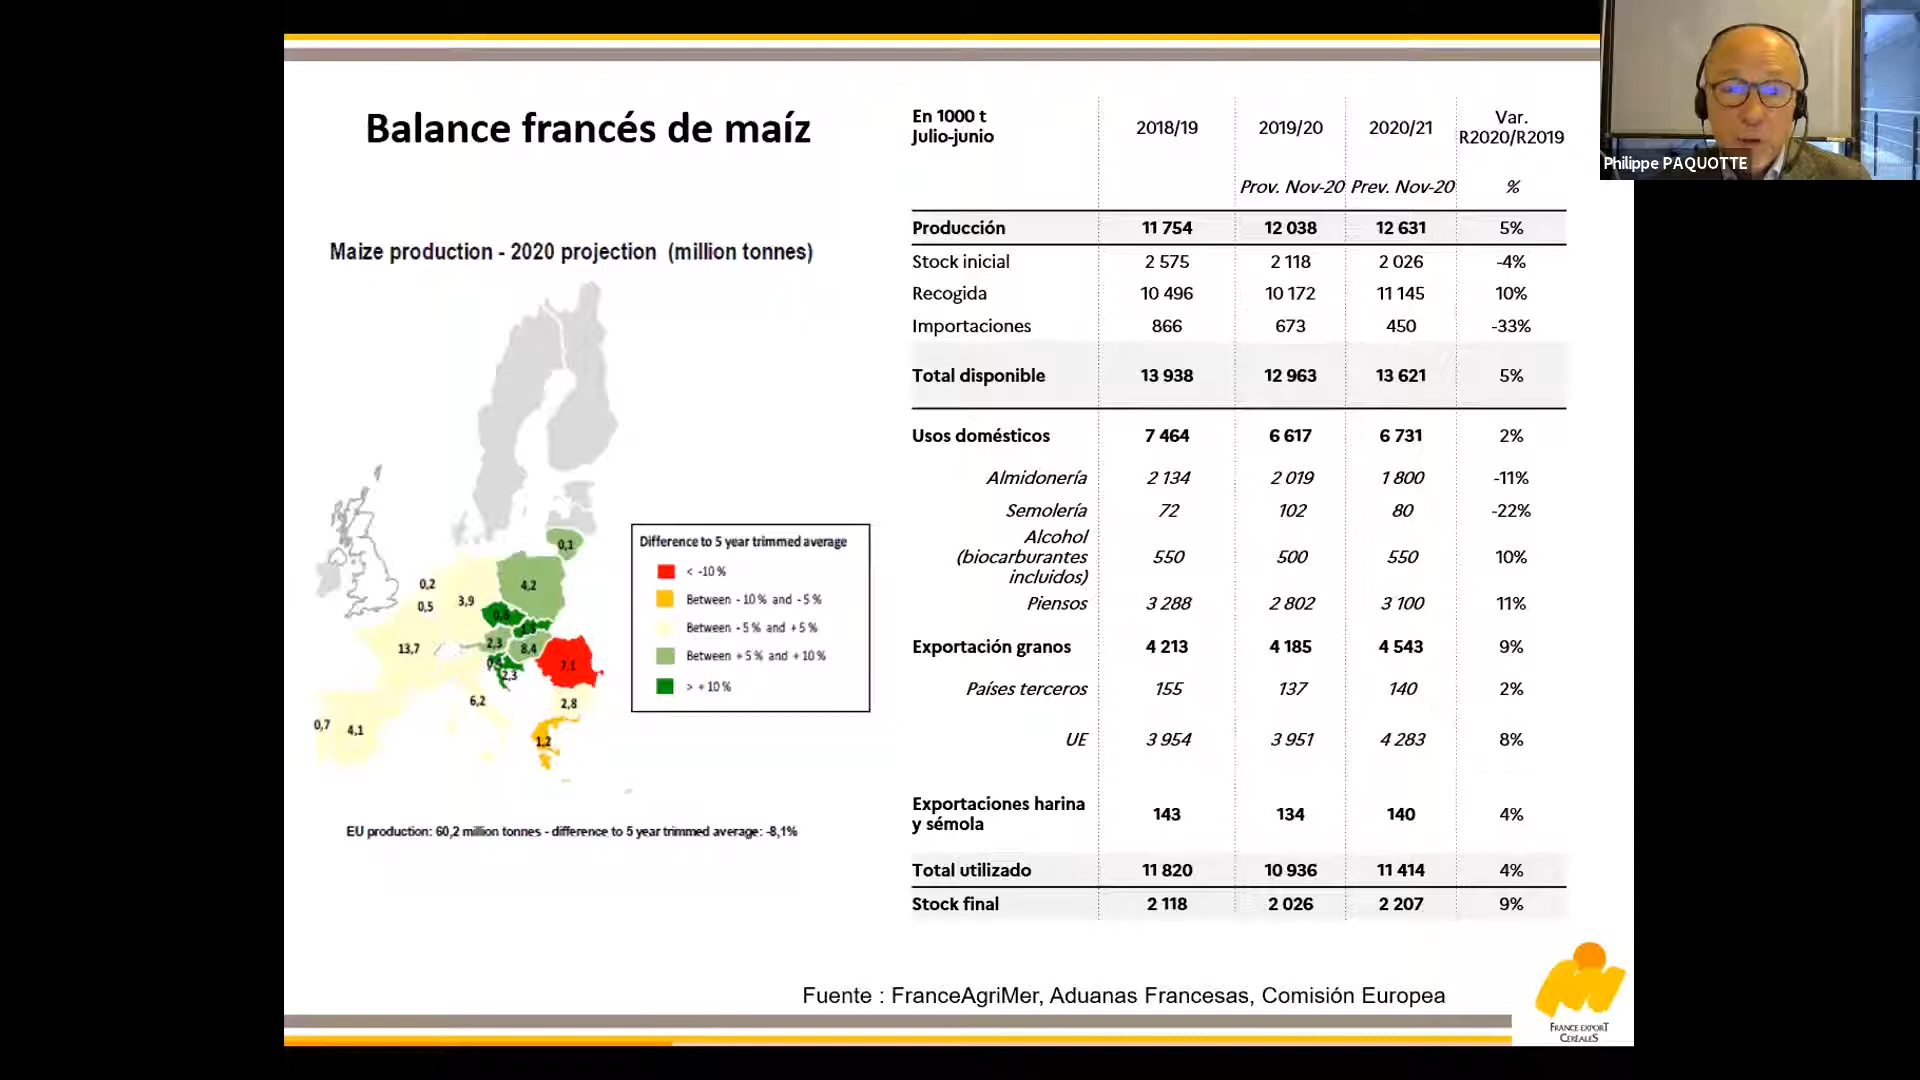 Balance francés de maíz
Maize production - 2020 projection (million tonnes)
0,1
4,2
0,2
0,5
3,9
13,7
2,3
8,4
7,1
2,3
6,2
2,8
0,7
4,1
1,2
Difference to 5 year trimmed average
< -10 %
Between - 10 % and - 5 %
Between - 5 % and + 5 %
Between + 5 % and + 10 %
> + 10 %
EU production: 60,2 million tonnes - difference to 5 year trimmed average: -8,1%
En 1000 t
Julio-junio
2018/19 2019/20 2020/21 Var.
R2020/R2019
Prov. Nov-20 Prev. Nov-20 %
Producción 11 754 12 038 12 631 5%
Stock inicial 2 575 2 118 2 026 -4%
Recogida 10 496 10 172 11 145 10%
Importaciones 866 673 450 -33%
Total disponible 13 938 12 963 13 621 5%
Usos domésticos 7 464 6 617 6 731 2%
Almidonería 2 134 2 019 1 800 -11%
Semolería 72 102 80 -22%
Alcohol
(biocarburantes 550 500 550 10%
incluidos)
Piensos 3 288 2 802 3 100 11%
Exportación granos 4 213 4 185 4 543 9%
Países terceros 155 137 140 2%
UE 3 954 3 951 4 283 8%
Exportaciones harina
y sémola 143 134 140 4%
Total utilizado 11 820 10 936 11 414 4%
Stock final 2 118 2 026 2 207 9%
Fuente : FranceAgriMer, Aduanas Francesas, Comisión Europea
FRANCE EXPORT
CEREALES
Philippe PAQUOTTE